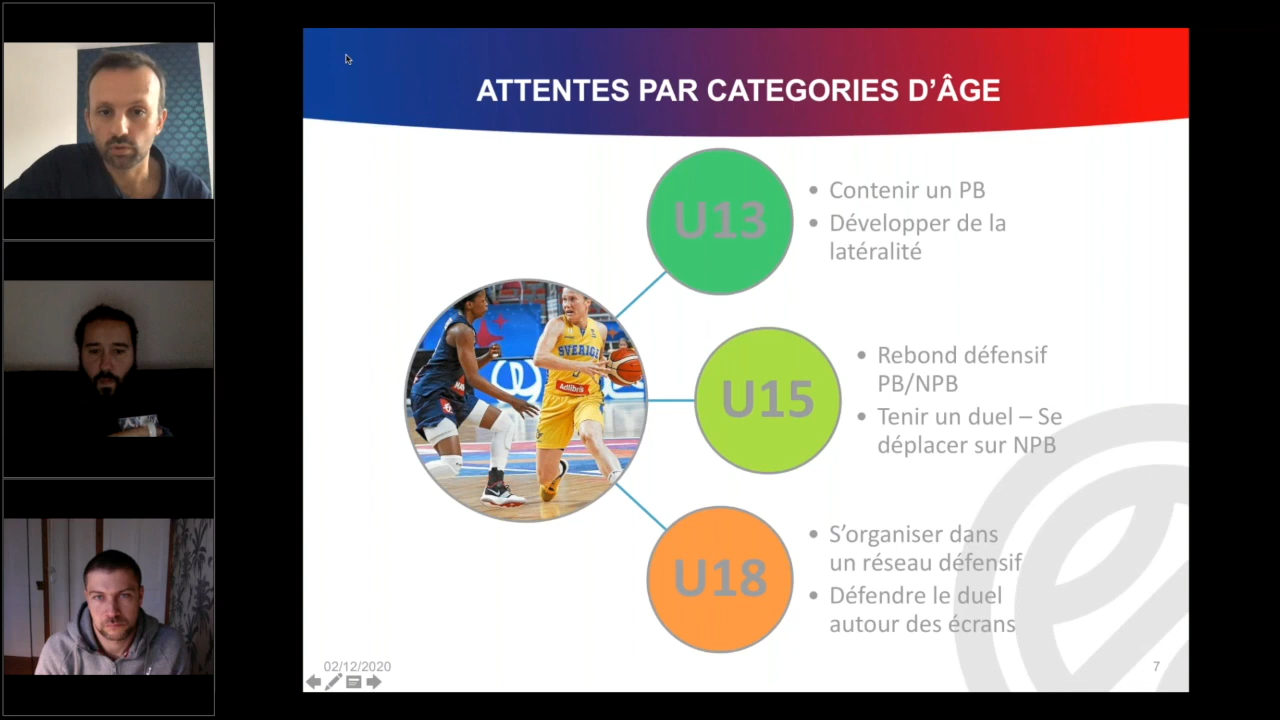 ATTENTES PAR CATEGORIES D'ÂGE
U13
• Contenir un PB
• Développer de la
latéralité
SVERIGE
Adlibris
U15
• Rebond défensif
PB/NPB
• Tenir un duel – Se
déplacer sur NPB
U18
• S'organiser dans
un réseau défensif
• Défendre le duel
autour des écrans
02/12/2020
7